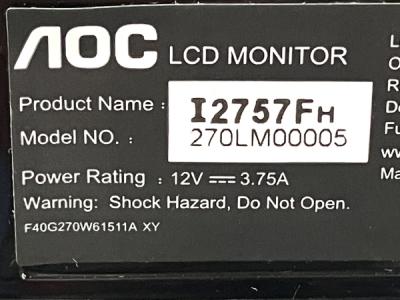 AOC LCD MONITOR
Product Name : I2757FH
Model NO. : 270LM00005
Power Rating : 12V ⎓ 3.75A
Warning: Shock Hazard, Do Not Open.
F40G270W61511A XY